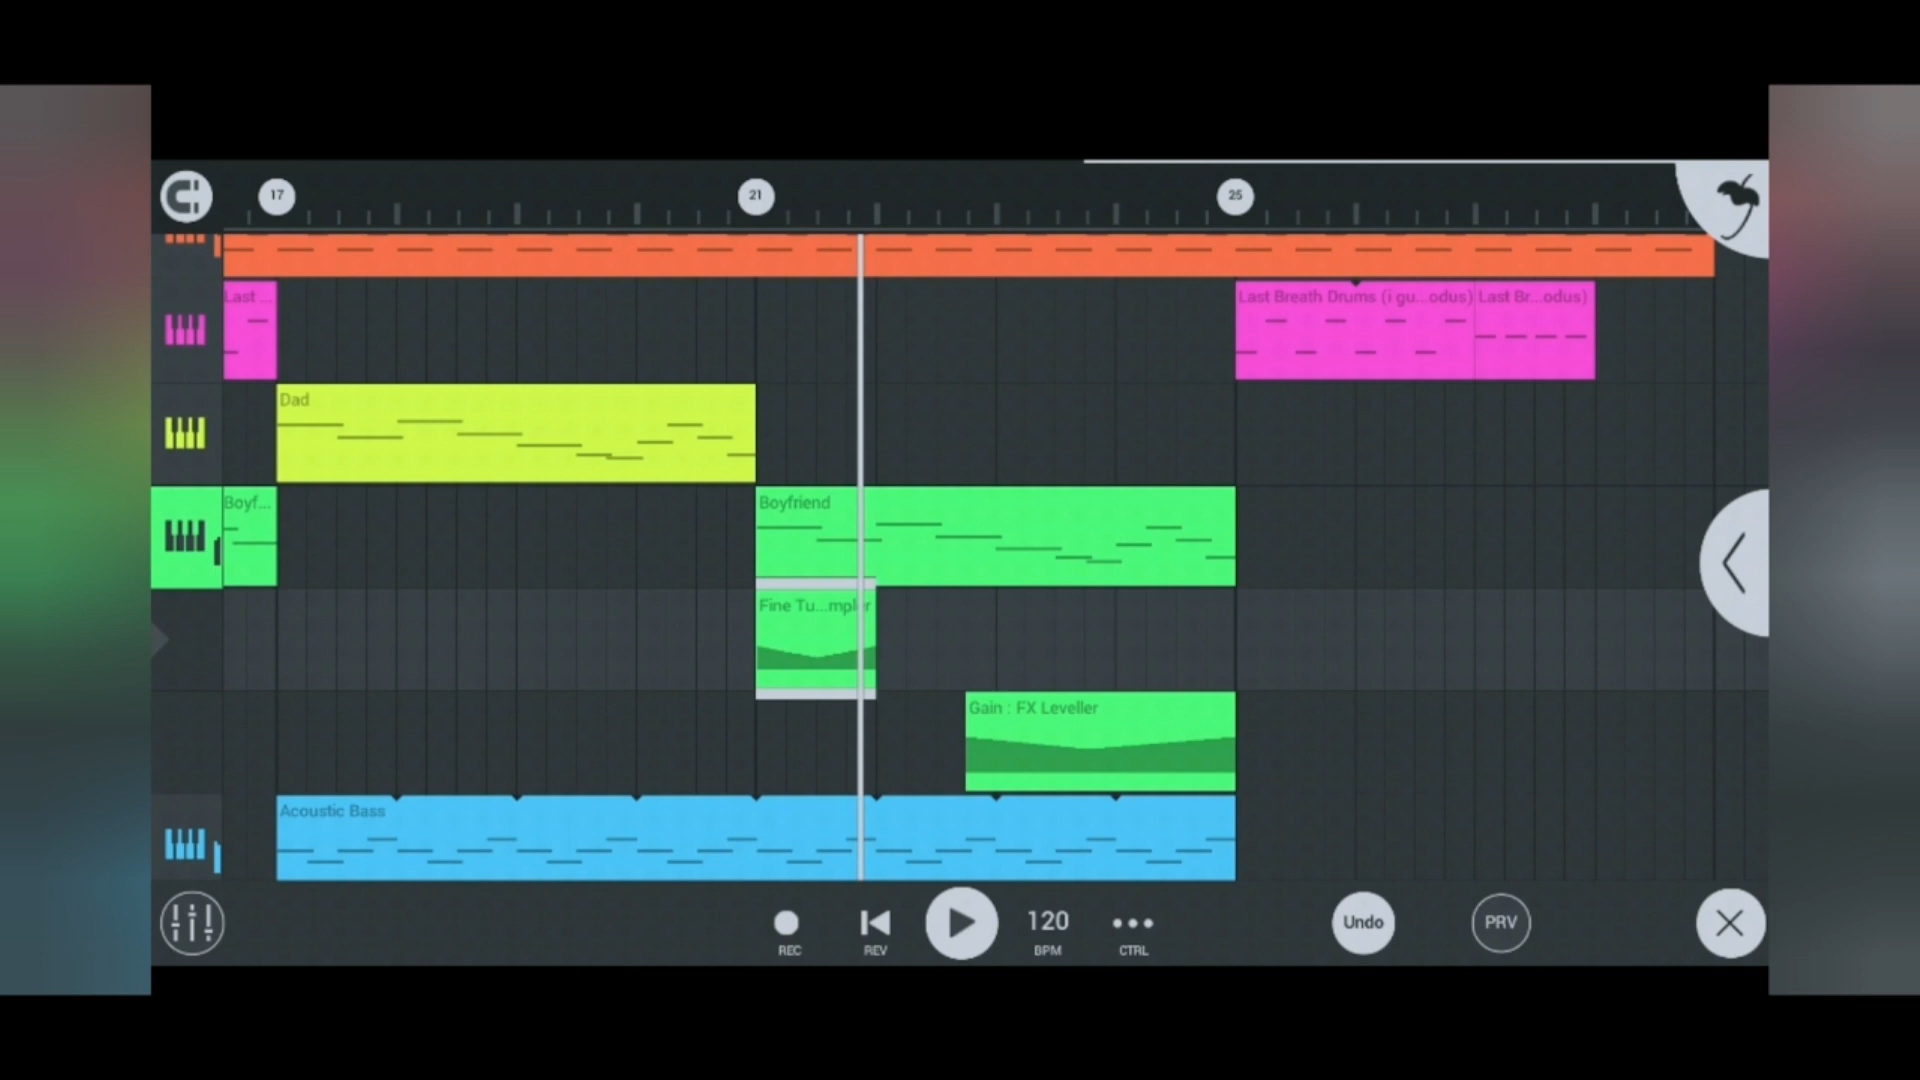 17
21
25
Last ...
Last Breath Drums (i gu...odus)
Last Br...odus)
Dad
Boyf...
Boyfriend
Fine Tu...mpler
Gain : FX Leveller
Acoustic Bass
REC
REV
120
BPM
CTRL
Undo
PRV